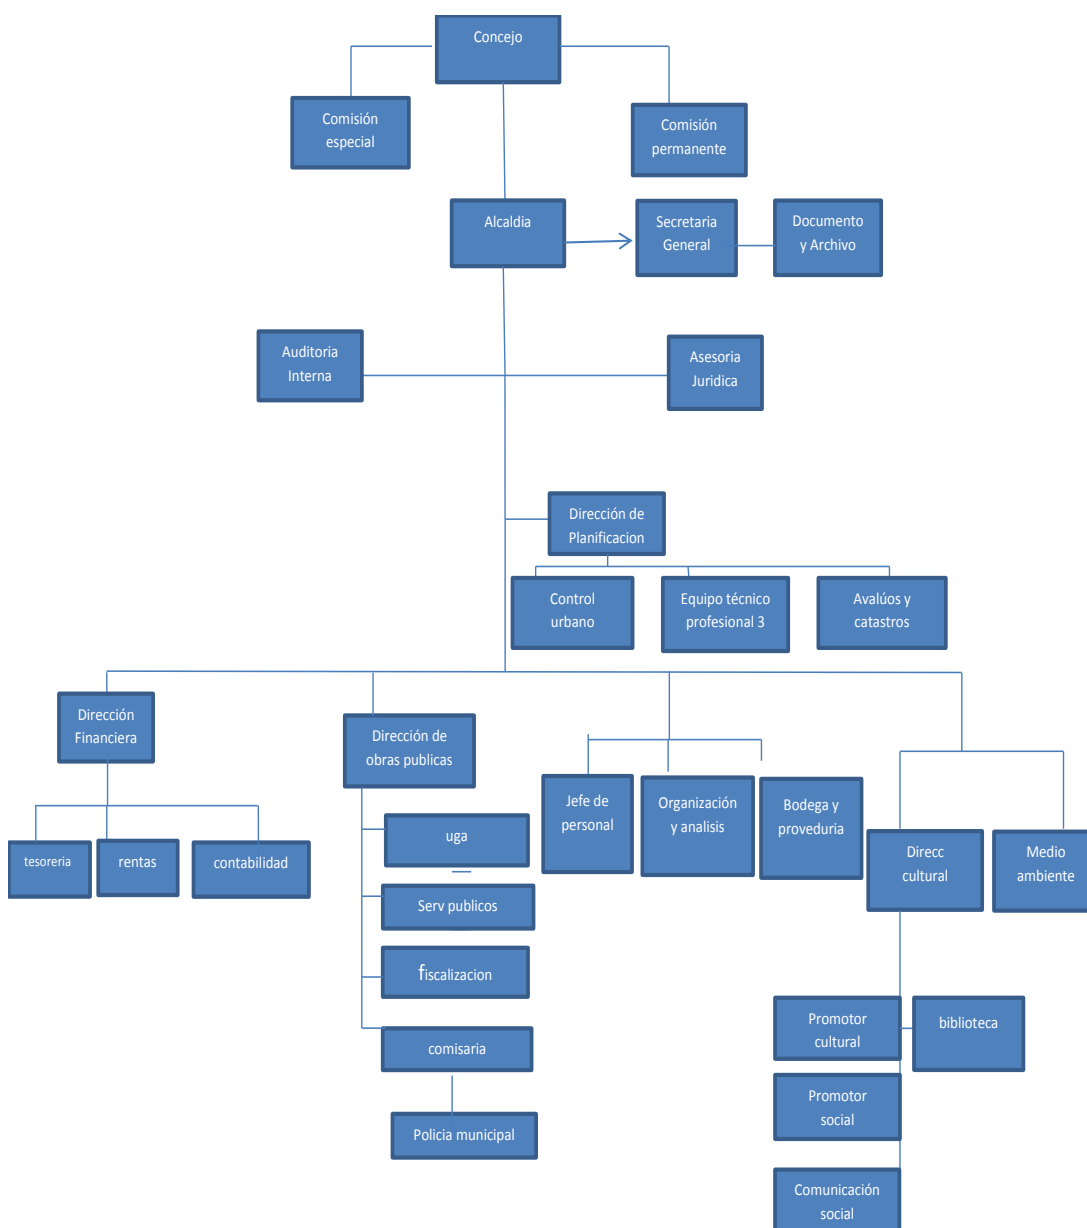 Concejo
Comisión
especial
Comisión
permanente
Alcaldia
Secretaria
General
Documento
y Archivo
Auditoria
Interna
Asesoria
Juridica
Dirección de
Planificacion
Control
urbano
Equipo técnico
profesional 3
Avalúos y
catastros
Dirección
Financiera
Dirección de
obras publicas
Jefe de
personal
Organización
y analisis
Bodega y
proveduria
tesoreria
rentas
contabilidad
uga
Serv publicos
fiscalizacion
comisaria
Policia municipal
Direcc
cultural
Medio
ambiente
Promotor
cultural
biblioteca
Promotor
social
Comunicación
social